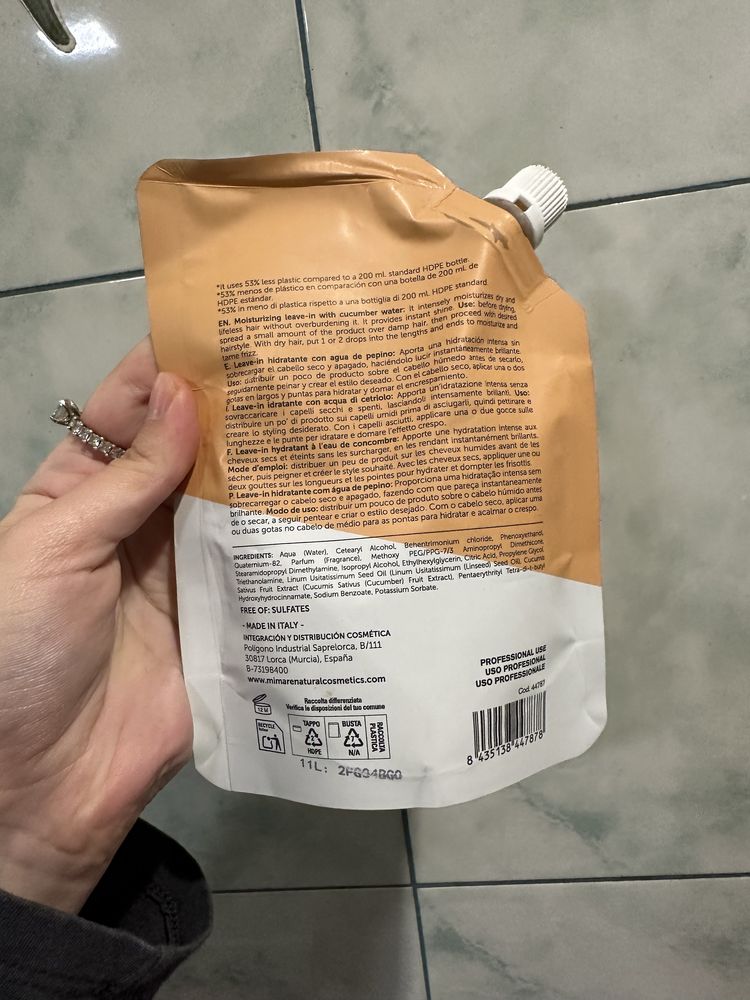 *it uses 53% less plastic compared to a 200 ml. standard HDPE bottle.
*53% menos de plástico en comparación con una botella de 200 ml. de
HDPE estándar.
*53% in meno di plastica rispetto a una bottiglia di 200 ml. HDPE standard.
EN. Moisturizing leave-in with cucumber water: It intensely moisturizes dry and
lifeless hair without overburdening it. It provides instant shine. Use: before drying,
spread a small amount of the product over damp hair, then proceed with desired
hairstyle. With dry hair, put 1 or 2 drops into the lengths and ends to moisturize and
tame frizz.
E. Leave-in hidratante con agua de pepino: Aporta una hidratación intensa sin
sobrecargar el cabello seco y apagado, haciéndolo lucir instantáneamente brillante.
Uso: distribuir un poco de producto sobre el cabello húmedo antes de secarlo,
seguidamente peinar y crear el estilo deseado. Con el cabello seco, aplicar una o dos
gotas en largos y puntas para hidratar y domar el encrespamiento.
I. Leave-in idratante con acqua di cetriolo: Apporta un'idratazione intensa senza
sovraccaricare i capelli secchi e spenti, lasciandoli intensamente brillanti. Uso:
distribuire un po' di prodotto sui capelli umidi prima di asciugarli, quindi pettinare e
creare lo styling desiderato. Con i capelli asciutti, applicare una o due gocce sulle
lunghezze e le punte per idratare e domare l'effetto crespo.
F. Leave-in hydratant à l'eau de concombre: Apporte une hydratation intense aux
cheveux secs et éteints sans les surcharger, en les rendant instantanément brillants.
Mode d'emploi: distribuer un peu de produit sur les cheveux humides avant de les
sécher, puis peigner et créer le style souhaité. Avec les cheveux secs, appliquer une ou
deux gouttes sur les longueurs et les pointes pour hydrater et dompter les frisottis.
P. Leave-in hidratante com água de pepino: Proporciona uma hidratação intensa sem
sobrecarregar o cabelo seco e apagado, fazendo com que pareça instantaneamente
brilhante. Modo de uso: distribuir um pouco de produto sobre o cabelo húmido antes
de o secar, a seguir pentear e criar o estilo desejado. Com o cabelo seco, aplicar uma
ou duas gotas no cabelo de médio para as pontas para hidratar e acalmar o crespo.
INGREDIENTS: Aqua (Water), Cetearyl Alcohol, Behentrimonium chloride, Phenoxyethanol,
Quaternium-82, Parfum (Fragrance), Methoxy PEG/PPG-7/3 Aminopropyl Dimethicone,
Stearamidopropyl Dimethylamine, Isopropyl Alcohol, Ethylhexylglycerin, Citric Acid, Propylene Glycol,
Triethanolamine, Linum Usitatissimum Seed Oil (Linum Usitatissimum (Linseed) Seed Oil), Cucumis
Sativus Fruit Extract (Cucumis Sativus (Cucumber) Fruit Extract), Pentaerythrityl Tetra-di-t-butyl
Hydroxyhydrocinnamate, Sodium Benzoate, Potassium Sorbate.
FREE OF: SULFATES
- MADE IN ITALY -
INTEGRACIÓN Y DISTRIBUCIÓN COSMÉTICA
Polígono Industrial Saprelorca, B/111
30817 Lorca (Murcia), España
B-73198400
www.mimarenaturalcosmetics.com
PROFESSIONAL USE
USO PROFESIONAL
USO PROFESSIONALE
Cod. 44787
Raccolta differenziata
Verifica le disposizioni del tuo comune
12 M
RECYCLE
TAPPO
2
HDPE
BUSTA
7
N/A
RACCOLTA
PLASTICA
8 435138 447878
11L: 2FG04BG0